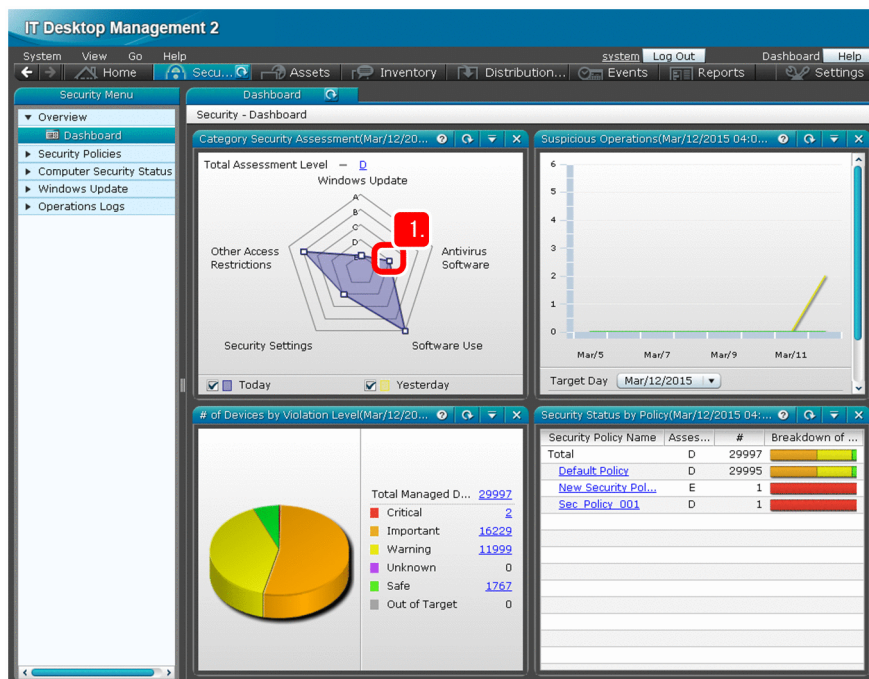 IT Desktop Management 2
System View Go Help system Log Out Dashboard Help
Home Secu... Assets Inventory Distribution... Events Reports Settings
Security Menu Dashboard
Overview
Dashboard
Security Policies
Computer Security Status
Windows Update
Operations Logs
Security - Dashboard
Category Security Assessment(Mar/12/20...
Total Assessment Level — D
Windows Update
A
B
C
D
1.
Antivirus
Software
Other Access
Restrictions
Security Settings
Software Use
Today Yesterday
Suspicious Operations(Mar/12/2015 04:0...
6
5
4
3
2
1
0
Mar/5 Mar/7 Mar/9 Mar/11
Target Day Mar/12/2015
# of Devices by Violation Level(Mar/12/20...
Total Managed D... 29997
Critical 2
Important 16229
Warning 11999
Unknown 0
Safe 1767
Out of Target 0
Security Status by Policy(Mar/12/2015 04:...
Security Policy Name Asses... # Breakdown of ...
Total D 29997
Default Policy D 29995
New Security Pol... E 1
Sec_Policy_001 D 1